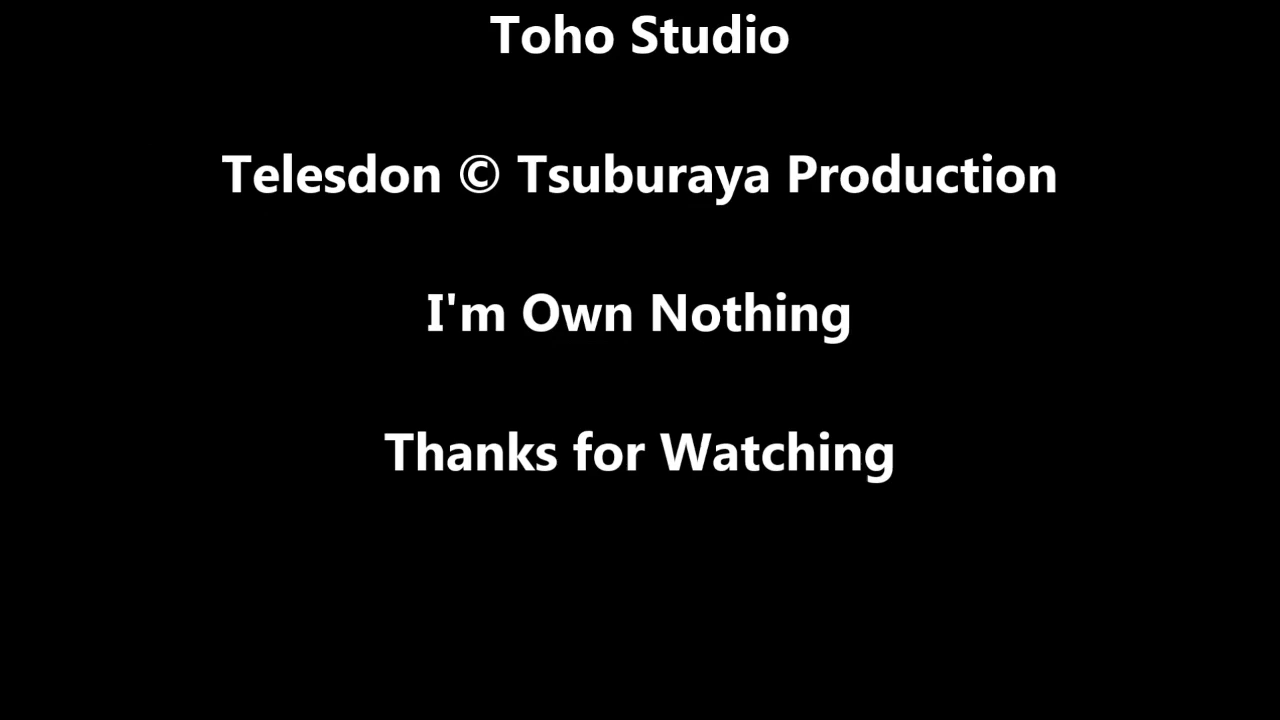 Toho Studio
Telesdon © Tsuburaya Production
I'm Own Nothing
Thanks for Watching